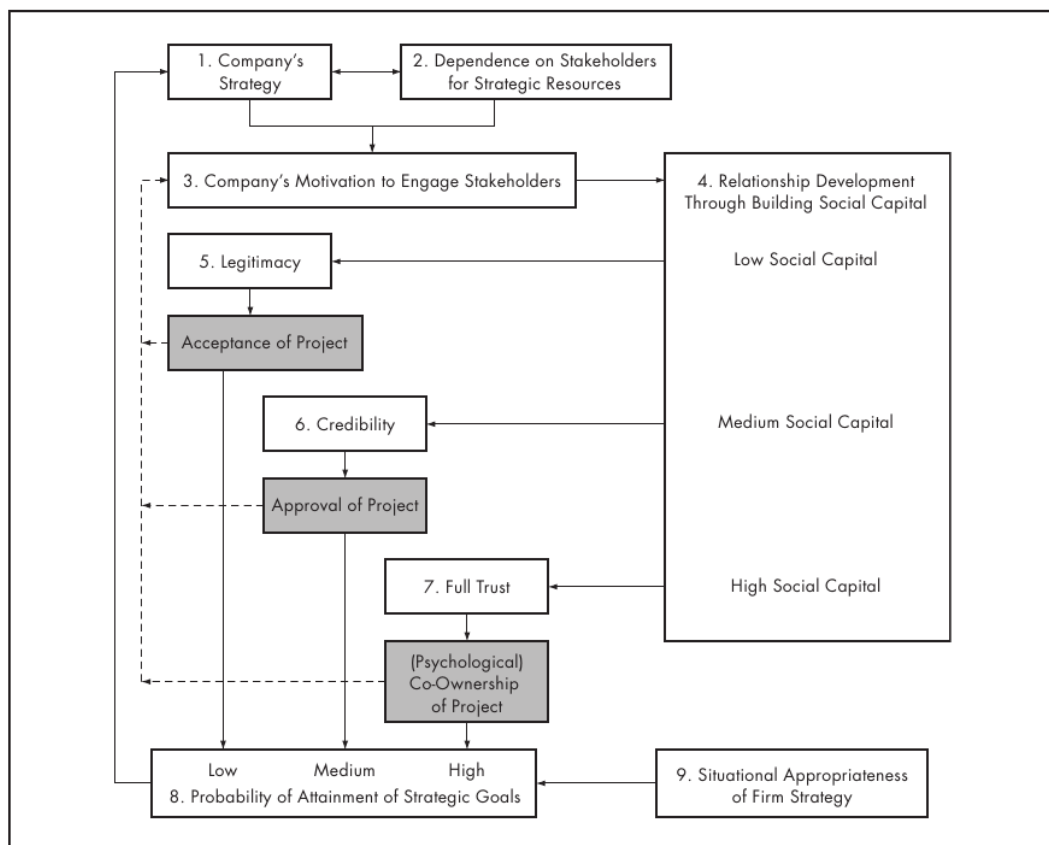 1. Company’s
Strategy
2. Dependence on Stakeholders
for Strategic Resources
3. Company’s Motivation to Engage Stakeholders
4. Relationship Development
Through Building Social Capital
5. Legitimacy
Low Social Capital
Acceptance of Project
6. Credibility
Medium Social Capital
Approval of Project
7. Full Trust
High Social Capital
(Psychological)
Co-Ownership
of Project
Low Medium High
8. Probability of Attainment of Strategic Goals
9. Situational Appropriateness
of Firm Strategy